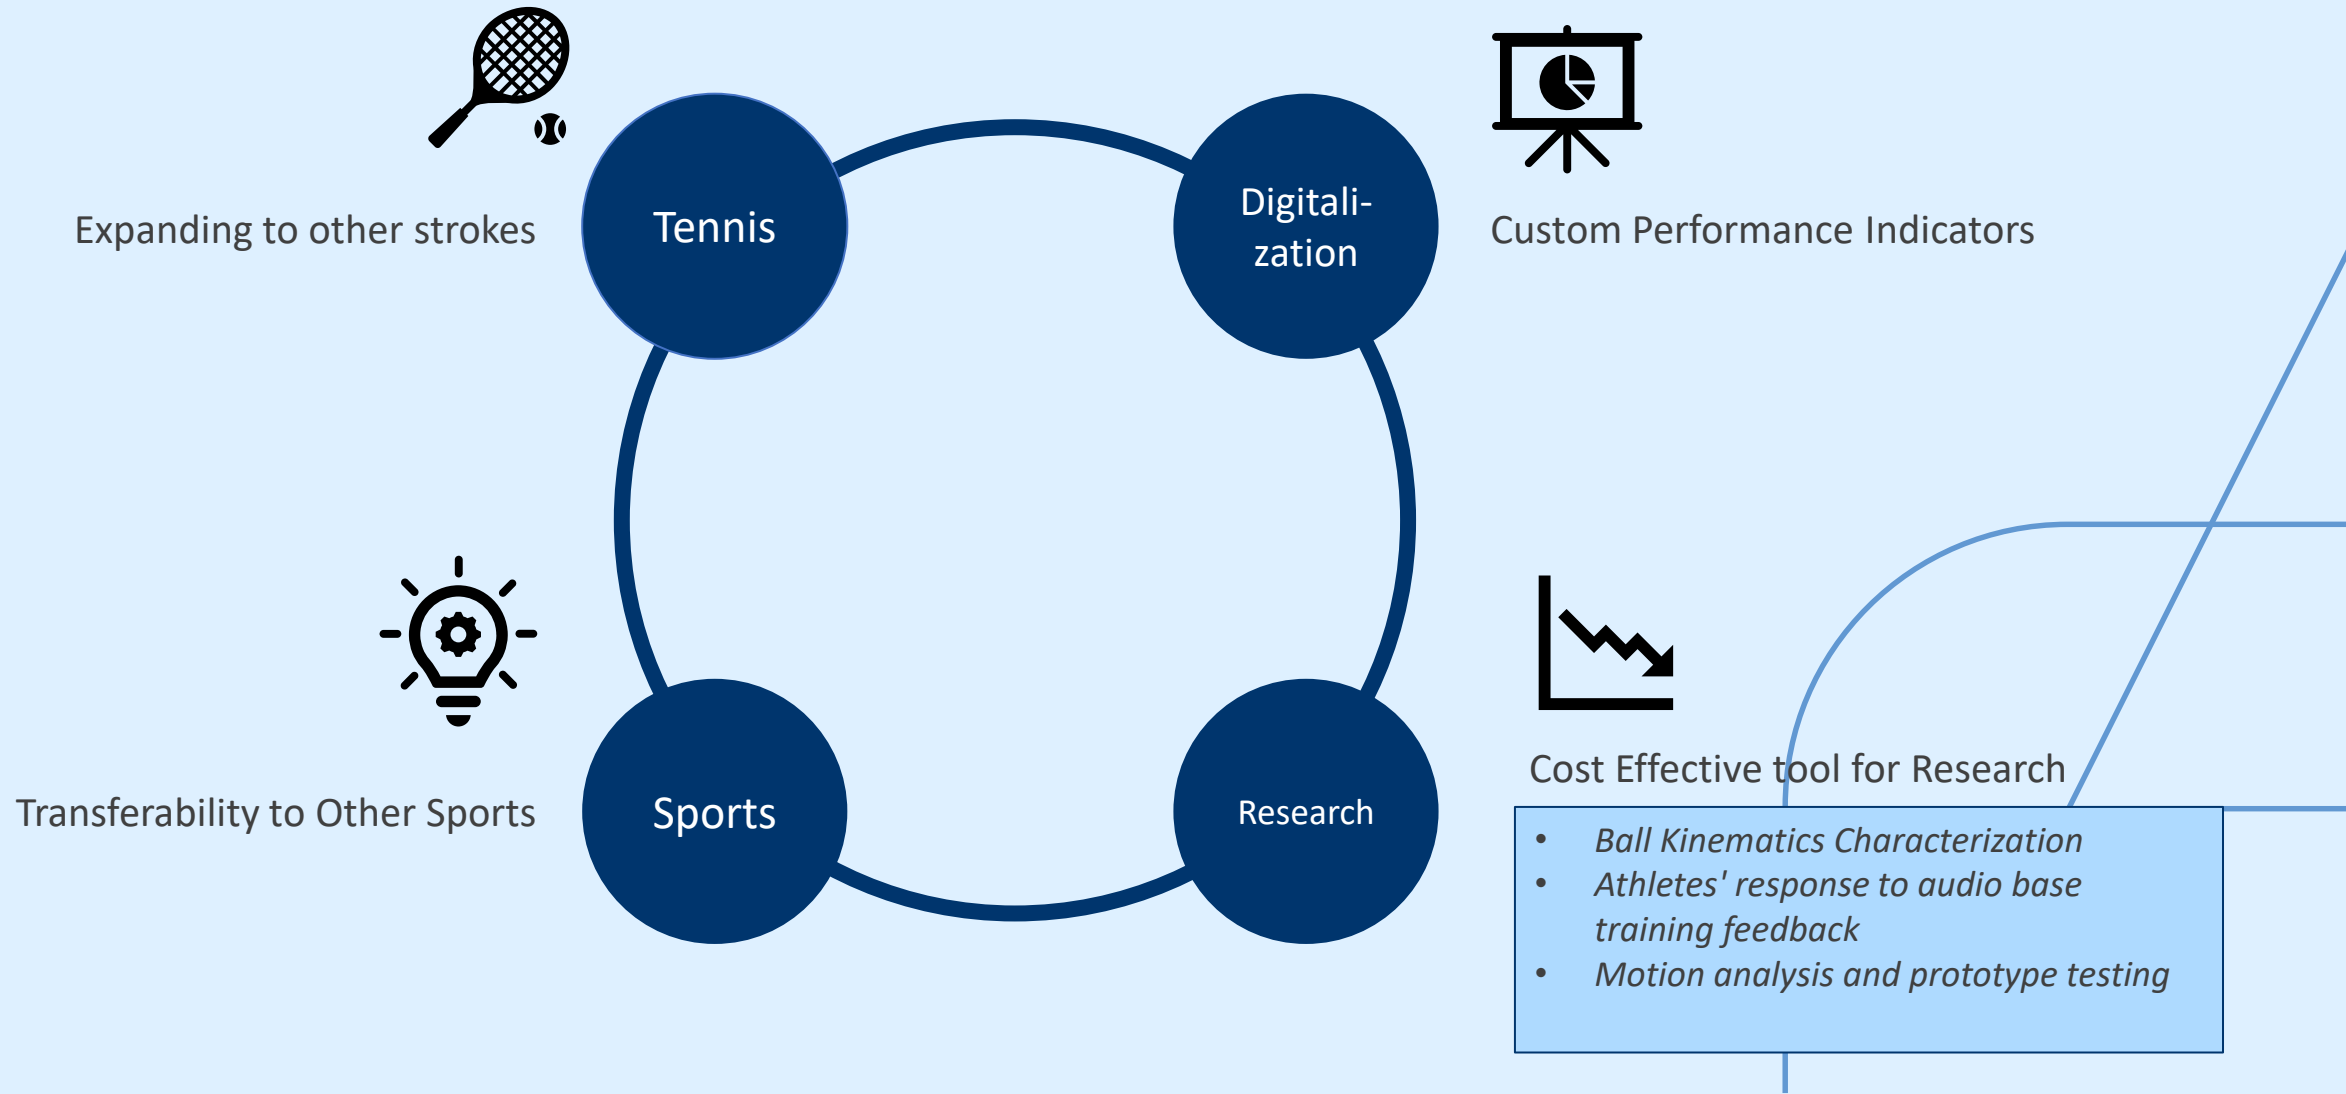 Expanding to other strokes
Tennis
Digitali-
zation
Custom Performance Indicators
Transferability to Other Sports
Sports
Research
Cost Effective tool for Research
• Ball Kinematics Characterization
• Athletes' response to audio base
training feedback
• Motion analysis and prototype testing